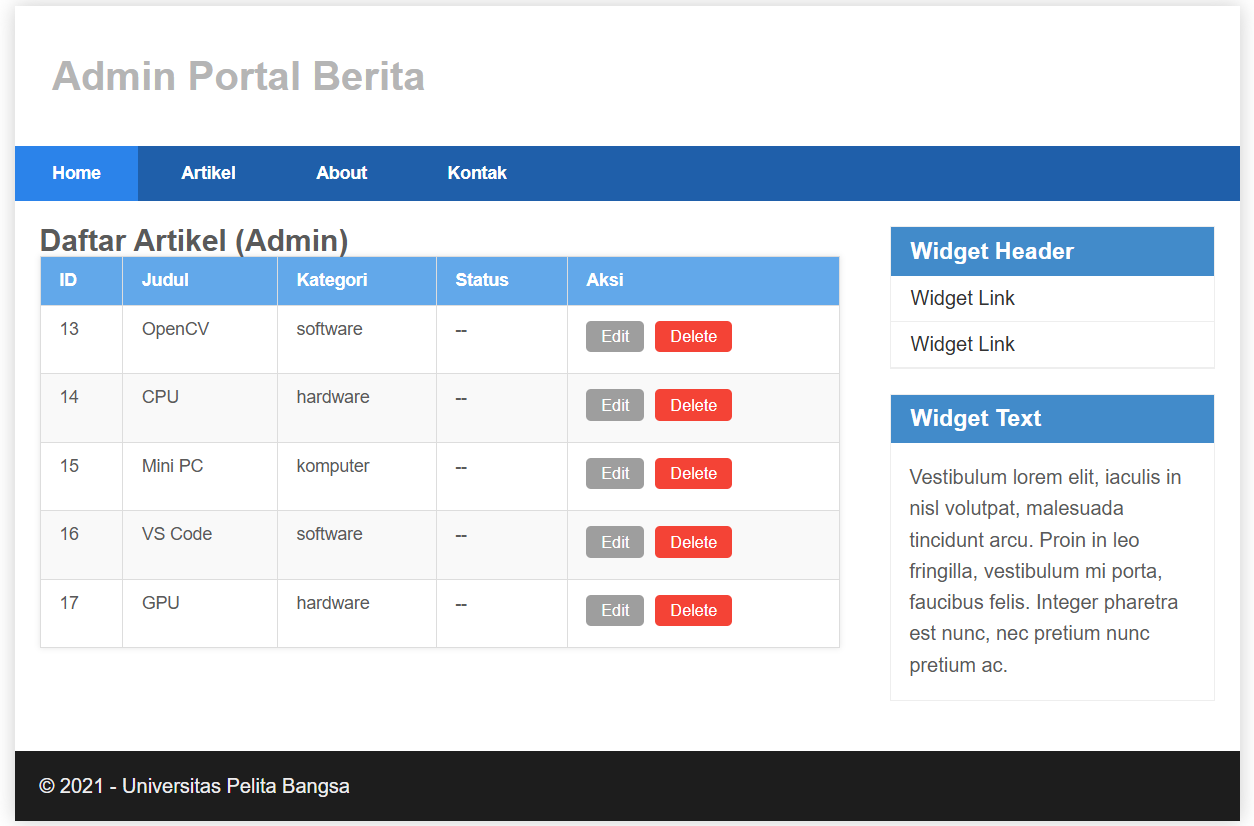 Admin Portal Berita
Home Artikel About Kontak
Daftar Artikel (Admin)
ID Judul Kategori Status Aksi
13 OpenCV software -- Edit Delete
14 CPU hardware -- Edit Delete
15 Mini PC komputer -- Edit Delete
16 VS Code software -- Edit Delete
17 GPU hardware -- Edit Delete
Widget Header
Widget Link
Widget Link
Widget Text
Vestibulum lorem elit, iaculis in
nisl volutpat, malesuada
tincidunt arcu. Proin in leo
fringilla, vestibulum mi porta,
faucibus felis. Integer pharetra
est nunc, nec pretium nunc
pretium ac.
© 2021 - Universitas Pelita Bangsa